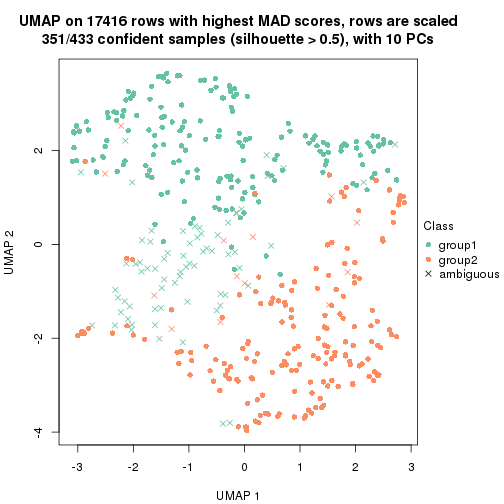 UMAP on 17416 rows with highest MAD scores, rows are scaled
351/433 confident samples (silhouette > 0.5), with 10 PCs
2
0
-2
-4
UMAP 2
-3
-2
-1
0
1
2
3
UMAP 1
Class
group1
group2
ambiguous